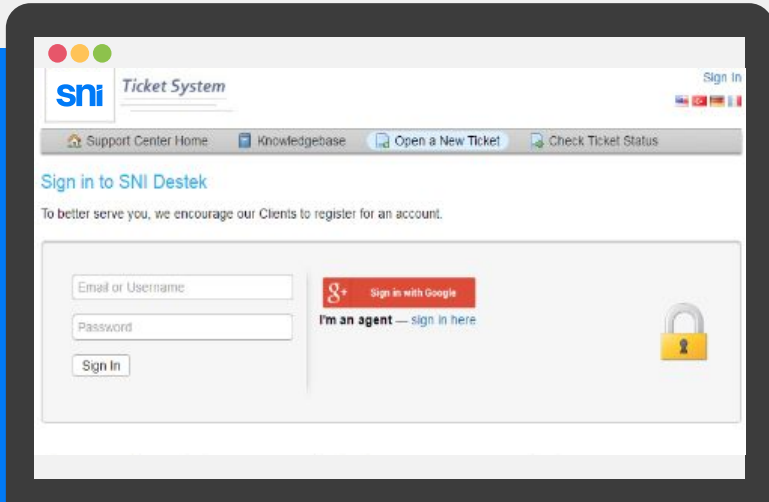 sni
Ticket System
Sign In
Support Center Home Knowledgebase Open a New Ticket Check Ticket Status
Sign in to SNI Destek
To better serve you, we encourage our Clients to register for an account.
Email or Username
Password
Sign In
g+ Sign in with Google
I'm an agent — sign in here